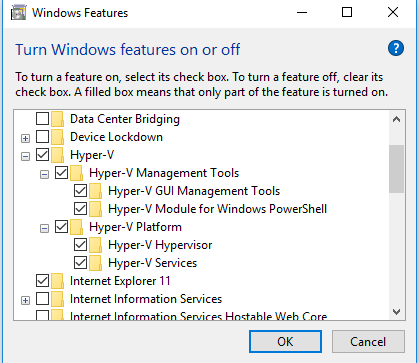 Windows Features
Turn Windows features on or off
?
To turn a feature on, select its check box. To turn a feature off, clear its
check box. A filled box means that only part of the feature is turned on.
Data Center Bridging
Device Lockdown
Hyper-V
Hyper-V Management Tools
Hyper-V GUI Management Tools
Hyper-V Module for Windows PowerShell
Hyper-V Platform
Hyper-V Hypervisor
Hyper-V Services
Internet Explorer 11
Internet Information Services
Internet Information Services Hostable Web Core
OK
Cancel